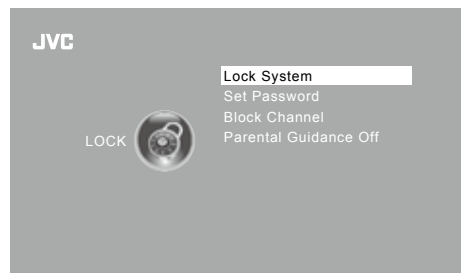 JVC
Lock System
Set Password
Block Channel
LOCK
Parental Guidance Off